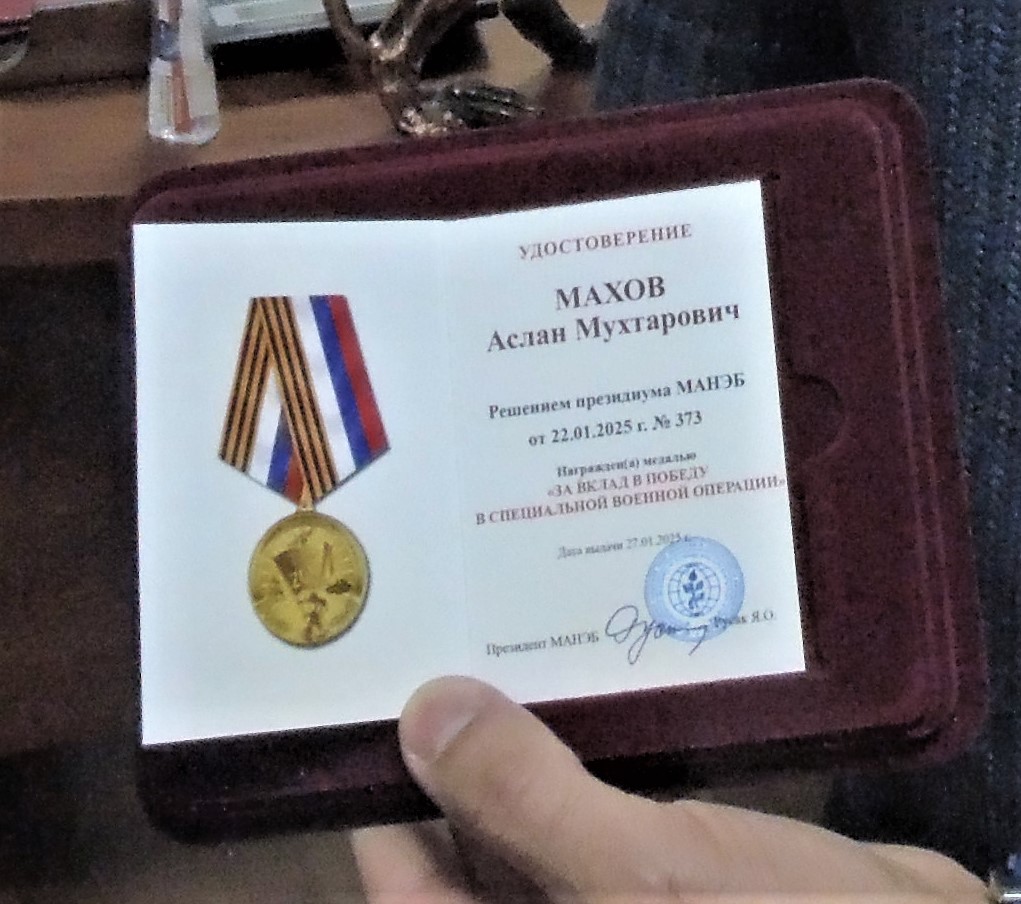 УДОСТОВЕРЕНИЕ
МАХОВ
Аслан Мухтарович
Решением президиума МАНЭБ
от 22.01.2025 г. № 373
Награжден(а) медалью
«ЗА ВКЛАД В ПОБЕДУ
В СПЕЦИАЛЬНОЙ ВОЕННОЙ ОПЕРАЦИИ»
Дата выдачи 27.01.2025 г.
Президент МАНЭБ Русак Я.О.